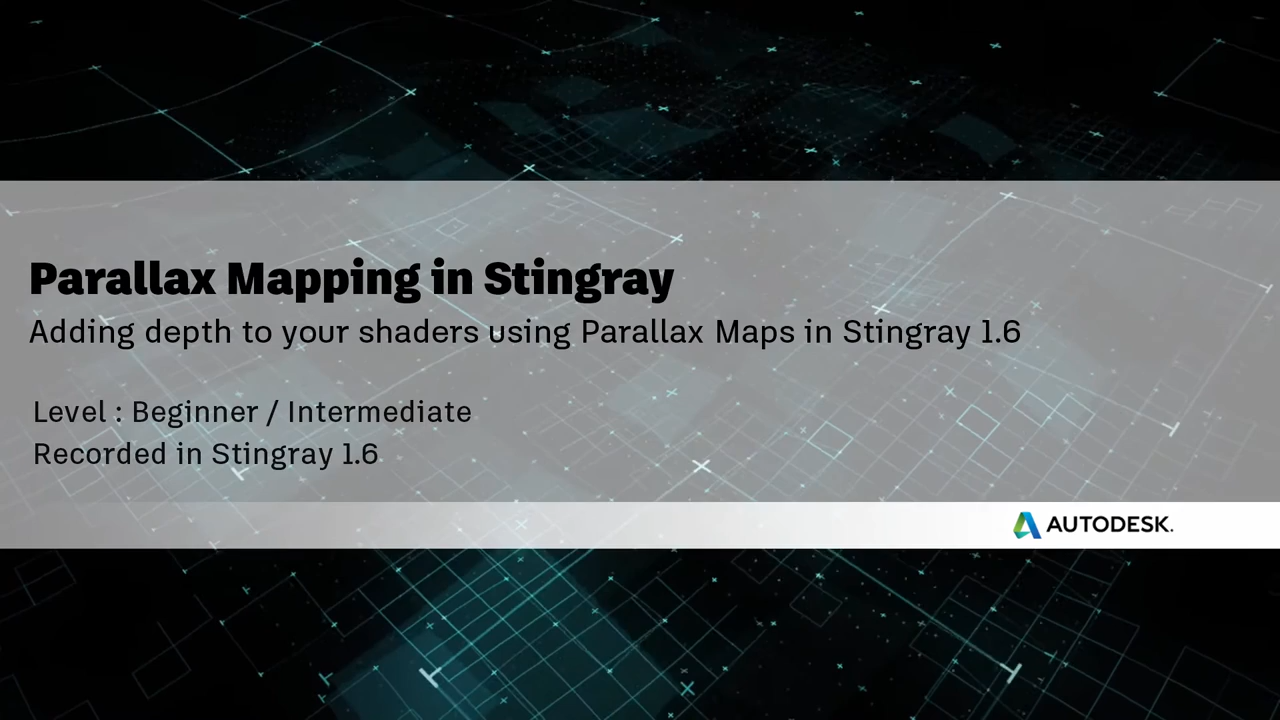 Parallax Mapping in Stingray
Adding depth to your shaders using Parallax Maps in Stingray 1.6
Level : Beginner / Intermediate
Recorded in Stingray 1.6
AUTODESK.